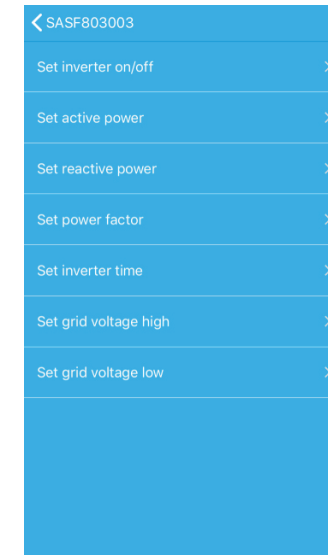 SASF803003
Set inverter on/off
Set active power
Set reactive power
Set power factor
Set inverter time
Set grid voltage high
Set grid voltage low